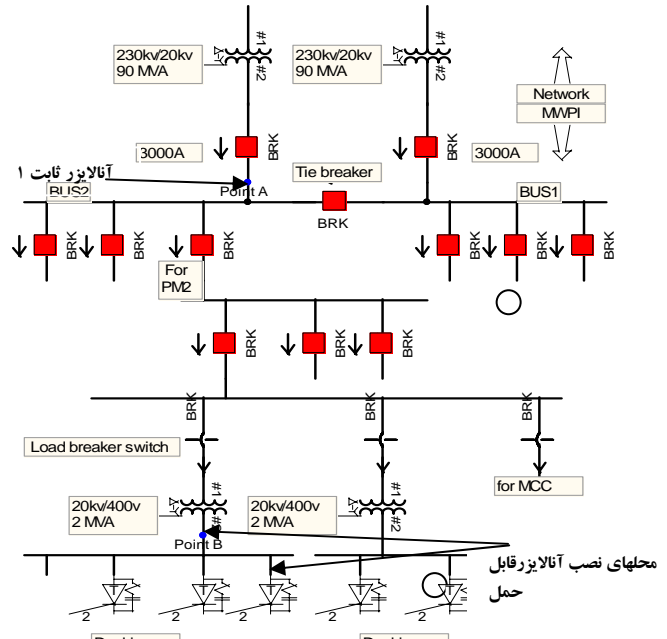 230kv/20kv
90 MVA
#1
#2
230kv/20kv
90 MVA
#1
#2
Network
MWPI
3000A
BRK
BRK
3000A
آنالایزر ثابت ۱
Tie breaker
BUS2
Point A
BUS1
BRK
BRK
BRK
BRK
BRK
BRK
BRK
For
PM2
BRK
BRK
BRK
BRK
BRK
BRK
Load breaker switch
for MCC
20kv/400v
2 MVA
#1
20kv/400v
2 MVA
#1
#2
Point B
محلهای نصب آنالایزرقابل
حمل
2
2
2
2
2